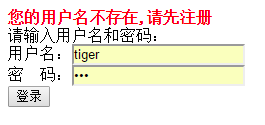 您的用户名不存在,请先注册
请输入用户名和密码:
用户名: tiger
密 码: •••
登录